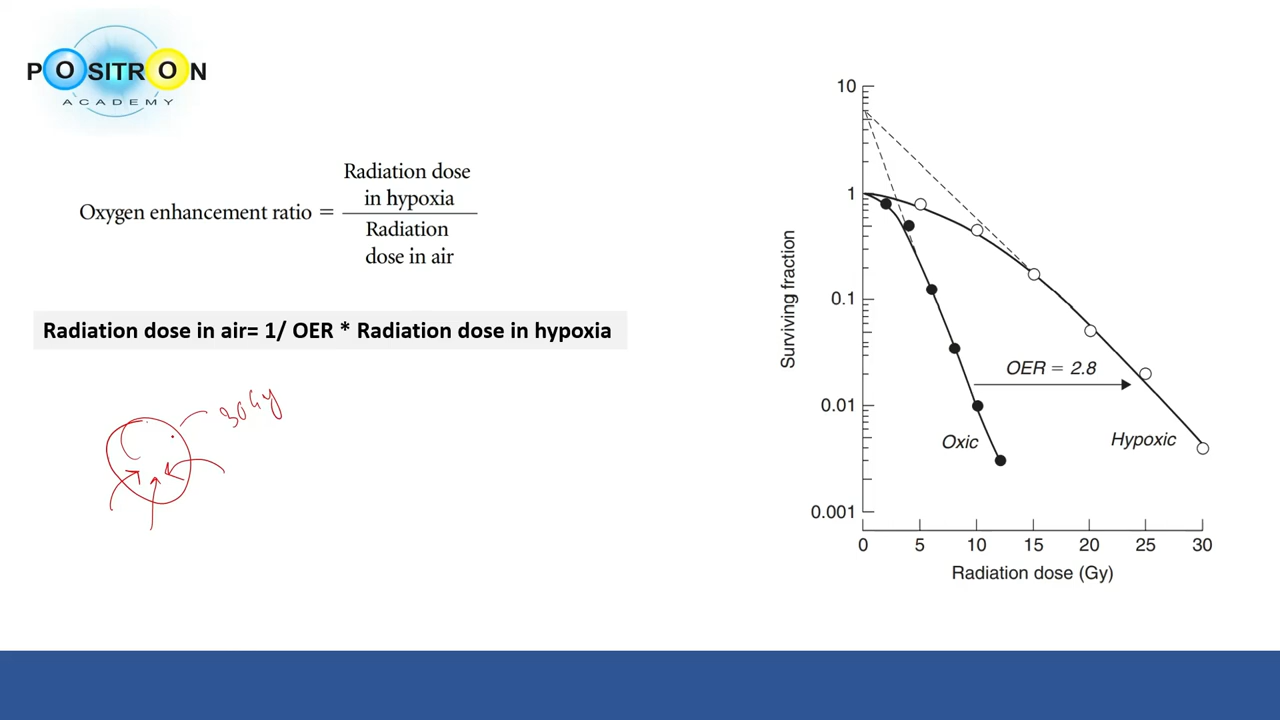 POSITRON
ACADEMY
Oxygen enhancement ratio =
Radiation dose
in hypoxia
Radiation
dose in air
Radiation dose in air= 1/ OER * Radiation dose in hypoxia
30Gy
10
1
0.1
0.01
0.001
Surviving fraction
OER = 2.8
Oxic
Hypoxic
0 5 10 15 20 25 30
Radiation dose (Gy)